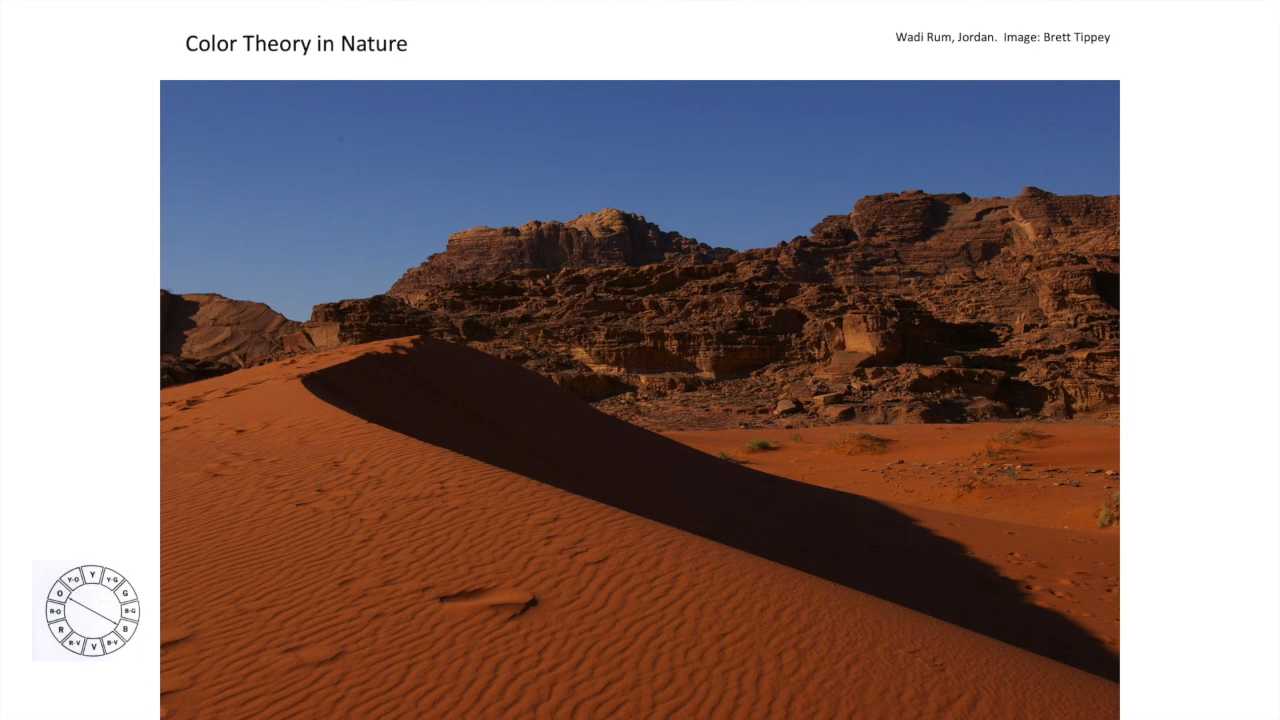 Color Theory in Nature
Wadi Rum, Jordan. Image: Brett Tippey
Y
Y-G
G
B-G
B
B-V
V
R-V
R
R-O
O
Y-O